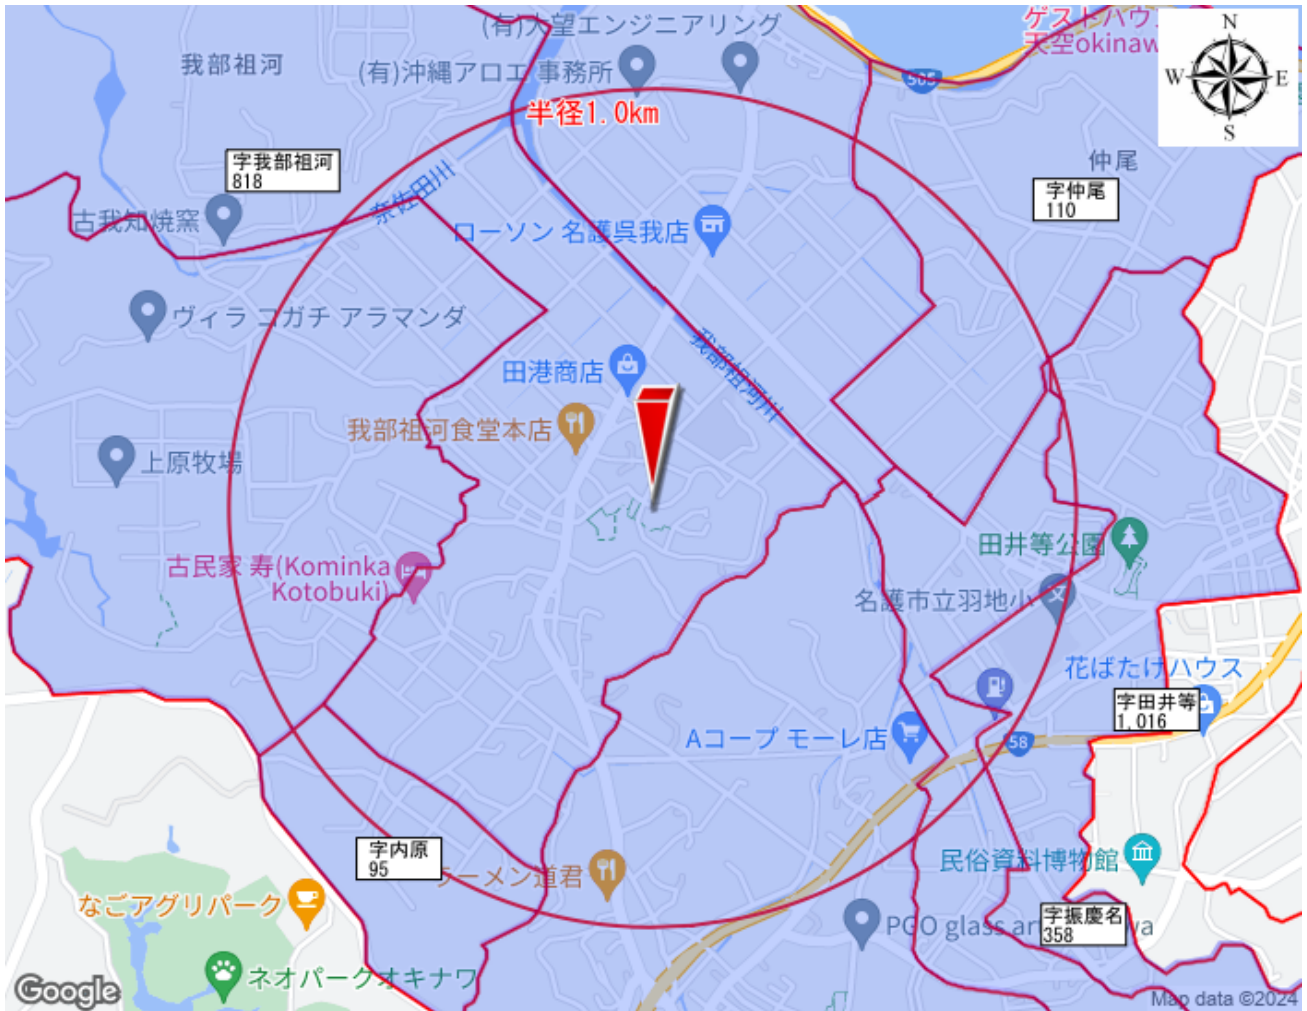 (有)大望エンジニアリング
ゲストハウ
天空okinaw
N
W E
S
我部祖河
(有)沖縄アロエ 事務所
505
半径1.0km
字我部祖河
818
仲尾
字仲尾
110
奈佐田川
古我知焼窯
ローソン 名護呉我店
ヴィラ コガチ アラマンダ
我部祖河川
田港商店
我部祖河食堂本店
上原牧場
田井等公園
古民家 寿(Kominka
Kotobuki)
名護市立羽地小
花ばたけハウス
字田井等
1,016
Aコープ モーレ店
58
字内原
95
ラーメン道君
民俗資料博物館
なごアグリパーク
字振慶名
358
PGO glass ar
wa
ネオパークオキナワ
Google
Map data ©2024